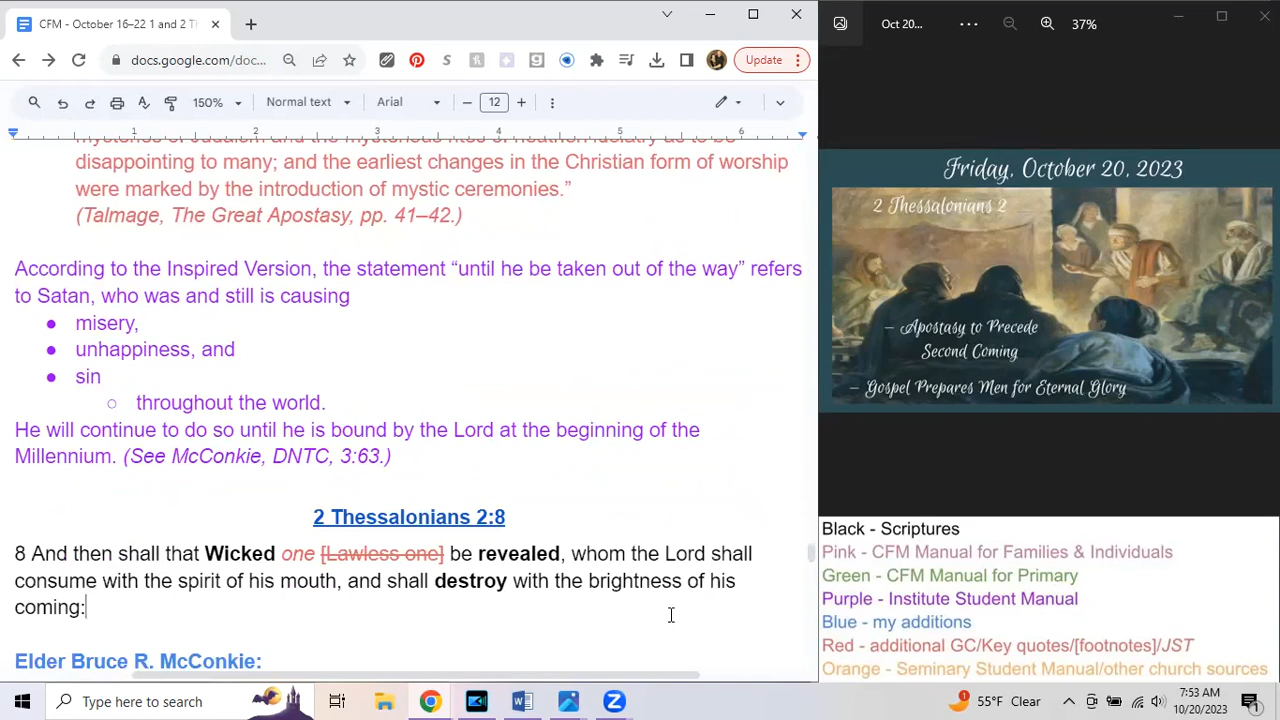 CFM - October 16–22 1 and 2 T
docs.google.com/doc...
Update
150%
Normal text
Arial
12
1 2 3 4 5 6
disappointing to many; and the earliest changes in the Christian form of worship
were marked by the introduction of mystic ceremonies.”
(Talmage, The Great Apostasy, pp. 41–42.)
According to the Inspired Version, the statement “until he be taken out of the way” refers
to Satan, who was and still is causing
● misery,
● unhappiness, and
● sin
○ throughout the world.
He will continue to do so until he is bound by the Lord at the beginning of the
Millennium. (See McConkie, DNTC, 3:63.)
2 Thessalonians 2:8
8 And then shall that Wicked one [Lawless one] be revealed, whom the Lord shall
consume with the spirit of his mouth, and shall destroy with the brightness of his
coming:
Elder Bruce R. McConkie:
Oct 20...
37%
Friday, October 20, 2023
2 Thessalonians 2
– Apostasy to Precede
Second Coming
– Gospel Prepares Men for Eternal Glory
Black - Scriptures
Pink - CFM Manual for Families & Individuals
Green - CFM Manual for Primary
Purple - Institute Student Manual
Blue - my additions
Red - additional GC/Key quotes/[footnotes]/JST
Orange - Seminary Student Manual/other church sources
Type here to search
1
55°F Clear
7:53 AM
10/20/2023
1